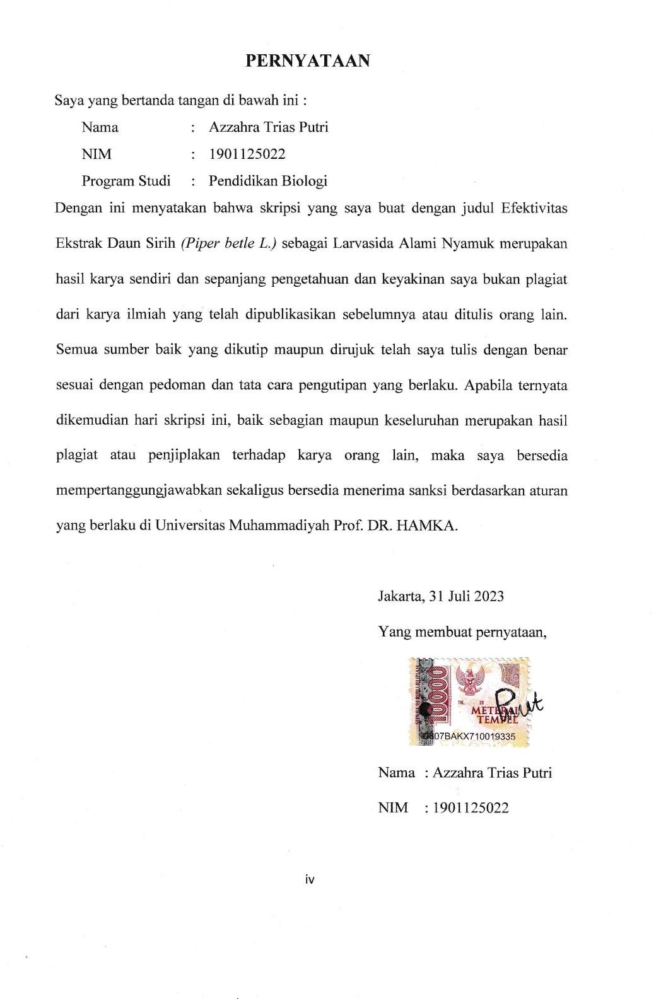 PERNYATAAN
Saya yang bertanda tangan di bawah ini :
Nama : Azzahra Trias Putri
NIM : 1901125022
Program Studi : Pendidikan Biologi
Dengan ini menyatakan bahwa skripsi yang saya buat dengan judul Efektivitas
Ekstrak Daun Sirih (Piper betle L.) sebagai Larvasida Alami Nyamuk merupakan
hasil karya sendiri dan sepanjang pengetahuan dan keyakinan saya bukan plagiat
dari karya ilmiah yang telah dipublikasikan sebelumnya atau ditulis orang lain.
Semua sumber baik yang dikutip maupun dirujuk telah saya tulis dengan benar
sesuai dengan pedoman dan tata cara pengutipan yang berlaku. Apabila ternyata
dikemudian hari skripsi ini, baik sebagian maupun keseluruhan merupakan hasil
plagiat atau penjiplakan terhadap karya orang lain, maka saya bersedia
mempertanggungjawabkan sekaligus bersedia menerima sanksi berdasarkan aturan
yang berlaku di Universitas Muhammadiyah Prof. DR. HAMKA.
Jakarta, 31 Juli 2023
Yang membuat pernyataan,
SEPULUH RIBU RUPIAH
10000
TGL. 20
METERAI
TEMPEL
Nama : Azzahra Trias Putri
NIM : 1901125022
iv